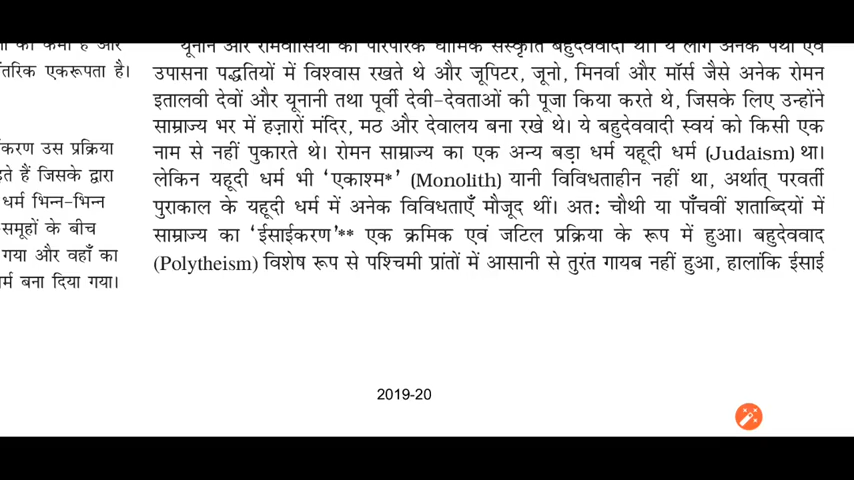 यूनान और रोमवासियों की पारंपरिक धार्मिक संस्कृति बहुदेववादी थी। ये लोग अनेक पंथों एवं
उपासना पद्धतियों में विश्वास रखते थे और जूपिटर, जूनो, मिनर्वा और मॉर्स जैसे अनेक रोमन
इतालवी देवों और यूनानी तथा पूर्वी देवी-देवताओं की पूजा किया करते थे, जिसके लिए उन्होंने
साम्राज्य भर में हज़ारों मंदिर, मठ और देवालय बना रखे थे। ये बहुदेववादी स्वयं को किसी एक
नाम से नहीं पुकारते थे। रोमन साम्राज्य का एक अन्य बड़ा धर्म यहूदी धर्म (Judaism) था।
लेकिन यहूदी धर्म भी ‘एकाश्म*’ (Monolith) यानी विविधताहीन नहीं था, अर्थात् परवर्ती
पुराकाल के यहूदी धर्म में अनेक विविधताएँ मौजूद थीं। अत: चौथी या पाँचवीं शताब्दियों में
साम्राज्य का ‘ईसाईकरण’** एक क्रमिक एवं जटिल प्रक्रिया के रूप में हुआ। बहुदेववाद
(Polytheism) विशेष रूप से पश्चिमी प्रांतों में आसानी से तुरंत गायब नहीं हुआ, हालांकि ईसाई
की कमी है और
तरिक एकरूपता है।
करण उस प्रक्रिया
हते हैं जिसके द्वारा
धर्म भिन्न-भिन्न
समूहों के बीच
गया और वहाँ का
र्म बना दिया गया।
2019-20